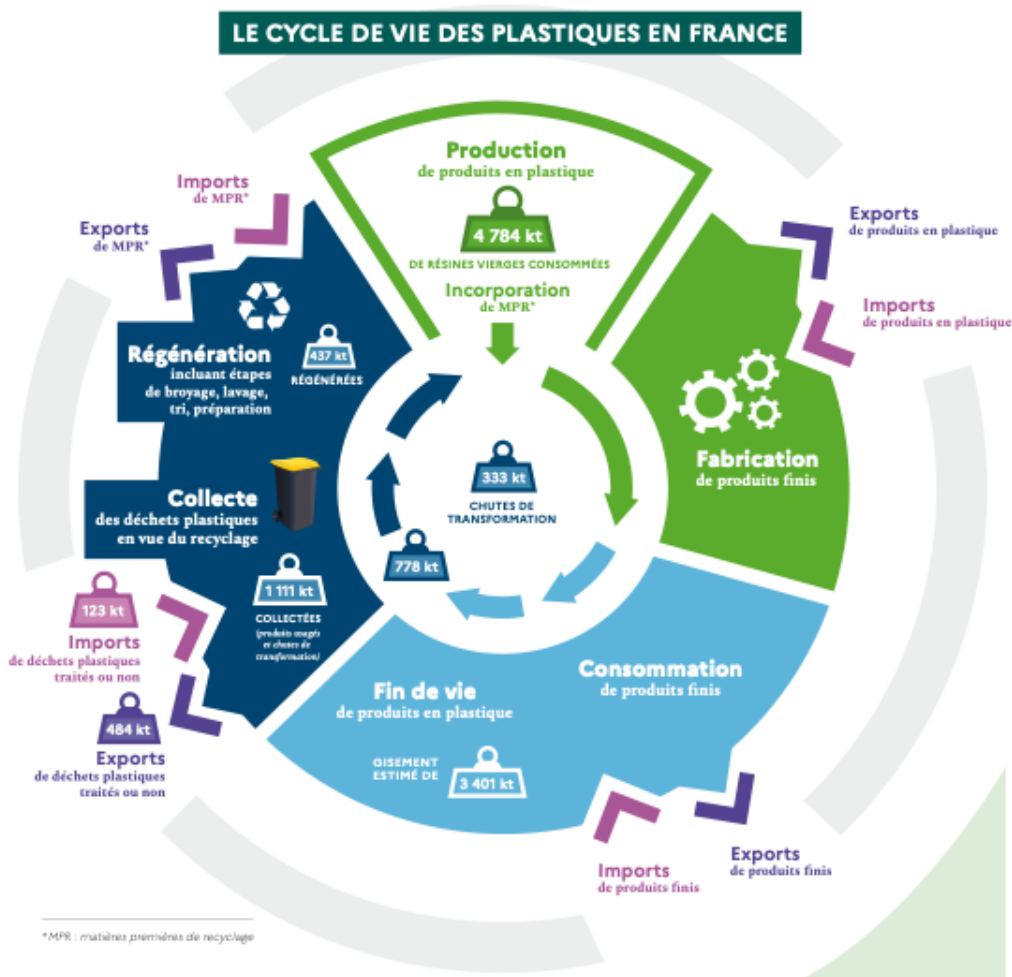 LE CYCLE DE VIE DES PLASTIQUES EN FRANCE
Production
de produits en plastique
4 784 kt
DE RÉSINES VIERGES CONSOMMÉES
Incorporation
de MPR*
Exports
de produits en plastique
Imports
de produits en plastique
Fabrication
de produits finis
Consommation
de produits finis
Exports
de produits finis
Imports
de produits finis
Fin de vie
de produits en plastique
GISEMENT
ESTIMÉ DE
3 401 kt
778 kt
333 kt
CHUTES DE
TRANSFORMATION
Collecte
des déchets plastiques
en vue du recyclage
1 111 kt
COLLECTÉES
(produits usagés
et chutes de
transformation)
123 kt
Imports
de déchets plastiques
traités ou non
484 kt
Exports
de déchets plastiques
traités ou non
Régénération
incluant étapes
de broyage, lavage,
tri, préparation
437 kt
RÉGÉNÉRÉES
Imports
de MPR*
Exports
de MPR*
*MPR : matières premières de recyclage